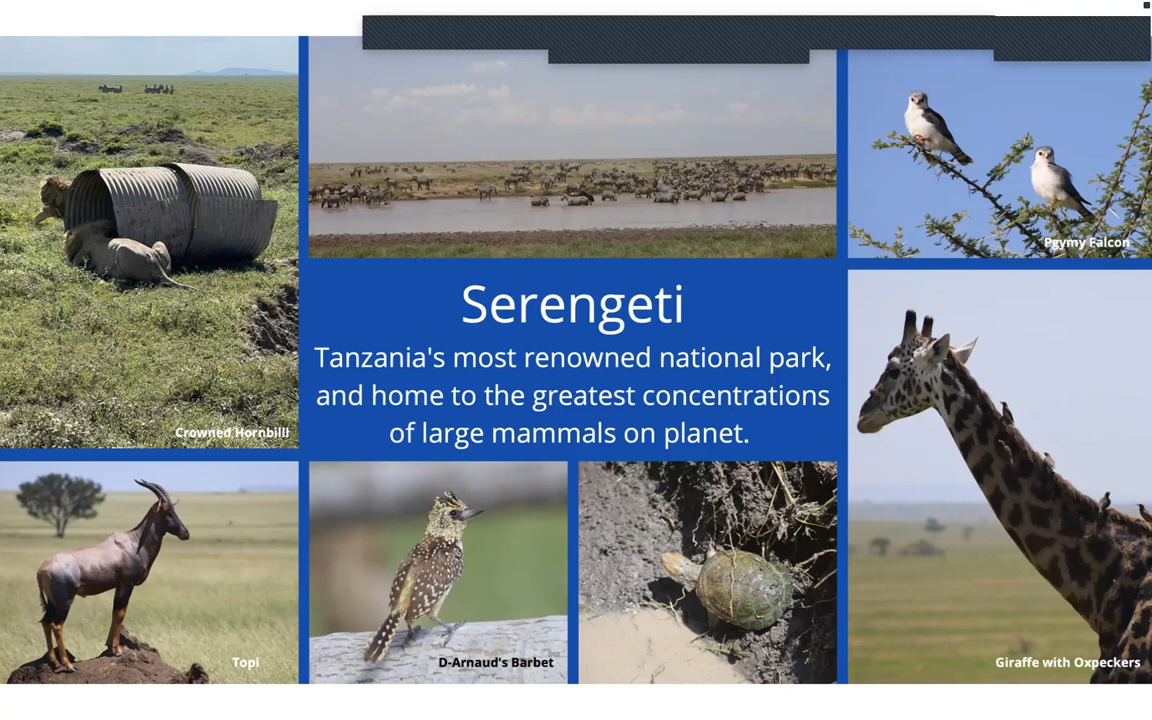 Pgymy Falcon
Serengeti
Tanzania's most renowned national park,
and home to the greatest concentrations
of large mammals on planet.
Crowned Hornbilll
Topi
D-Arnaud's Barbet
Giraffe with Oxpeckers